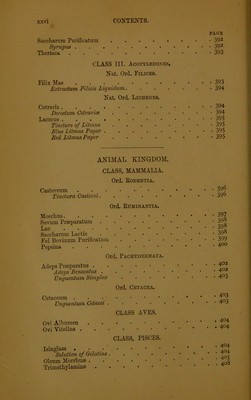 xxvi CONTENTS.
PAGE
Saccharum Purificatum . . . . . . 392
Syrupus . . . . . . 392
Theriaca . . . . . . 393
CLASS III. ACOTYLEDONES,
Nat. Ord. FILICES.
Filix Mas . . . . . . 393
Extractum Filicis Liquidum . . . . . . 394
Nat. Ord. LICHENES.
Cetraria . . . . . . 394
Decoctum Cetrariæ . . . . . . 394
Lacmus . . . . . . 395
Tincture of Litmus . . . . . . 395
Blue Litmus Paper . . . . . . 395
Red Litmus Paper . . . . . . 395
ANIMAL KINGDOM.
CLASS, MAMMALIA.
Ord. RODENTIA.
Castoreum . . . . . . 396
Tinctura Castorei . . . . . . 396
Ord. RUMINANTIA.
Moschus . . . . . . 397
Sevum Præparatum . . . . . . 398
Lac . . . . . . 398
Saccharum Lactis . . . . . . 398
Fel Bovinum Purificatum . . . . . . 399
Pepsina . . . . . . 400
Ord. PACHYDERMATA.
Adeps Præparatus . . . . . . 402
Adeps Benzoatus . . . . . . 402
Unguentum Simplex . . . . . . 403
Ord. CETACEA.
Cetaceum . . . . . . 403
Unguentum Cetacei . . . . . . 403
CLASS AVES.
Ovi Albumen . . . . . . 404
Ovi Vitellus . . . . . . 404
CLASS, PISCES.
Isinglass . . . . . . 404
Solution of Gelatine . . . . . . 404
Oleum Morrhuæ . . . . . . 405
Trimethylamine . . . . . . 408